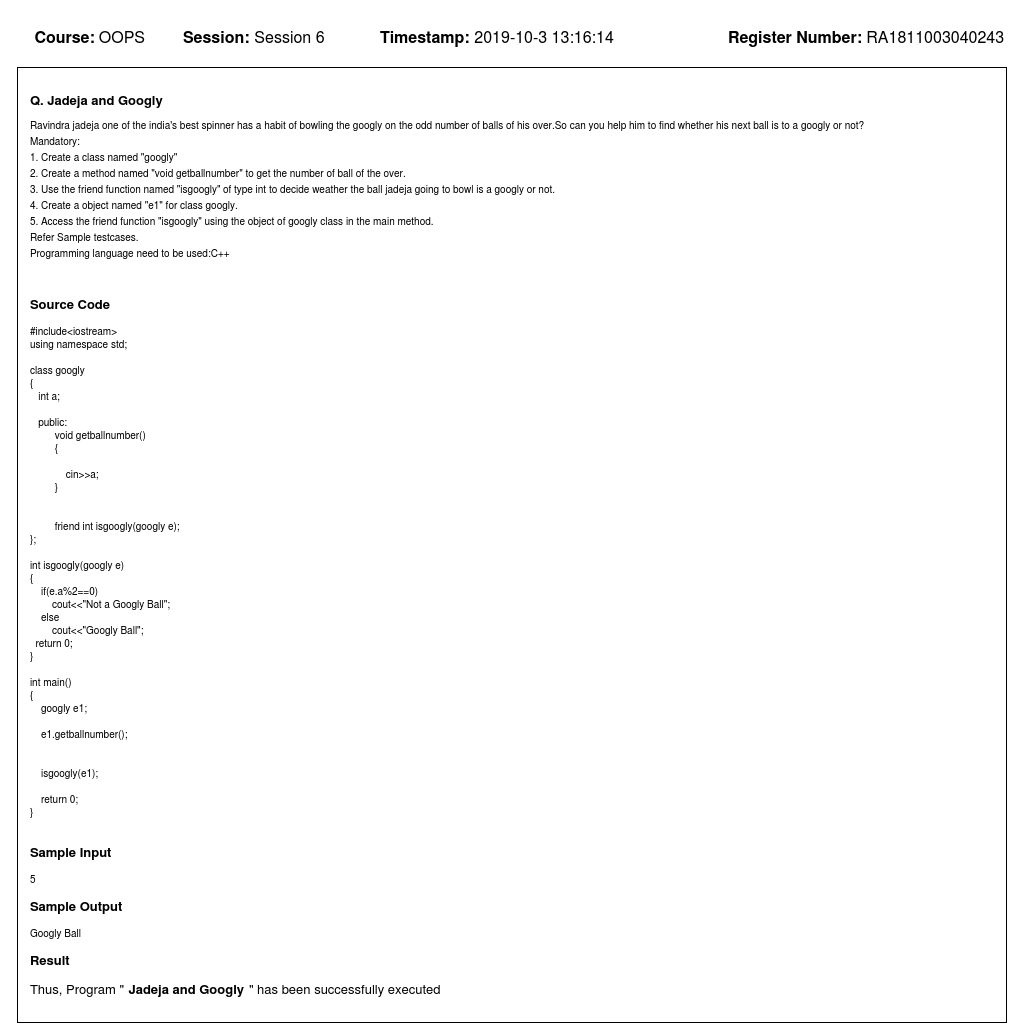 Course: OOPS Session: Session 6 Timestamp: 2019-10-3 13:16:14 Register Number: RA1811003040243
Q. Jadeja and Googly
Ravindra jadeja one of the india's best spinner has a habit of bowling the googly on the odd number of balls of his over.So can you help him to find whether his next ball is to a googly or not?
Mandatory:
1. Create a class named "googly"
2. Create a method named "void getballnumber" to get the number of ball of the over.
3. Use the friend function named "isgoogly" of type int to decide weather the ball jadeja going to bowl is a googly or not.
4. Create a object named "e1" for class googly.
5. Access the friend function "isgoogly" using the object of googly class in the main method.
Refer Sample testcases.
Programming language need to be used:C++
Source Code
#include<iostream>
using namespace std;
class googly
{
int a;
public:
void getballnumber()
{
cin>>a;
}
friend int isgoogly(googly e);
};
int isgoogly(googly e)
{
if(e.a%2==0)
cout<<"Not a Googly Ball";
else
cout<<"Googly Ball";
return 0;
}
int main()
{
googly e1;
e1.getballnumber();
isgoogly(e1);
return 0;
}
Sample Input
5
Sample Output
Googly Ball
Result
Thus, Program " Jadeja and Googly " has been successfully executed